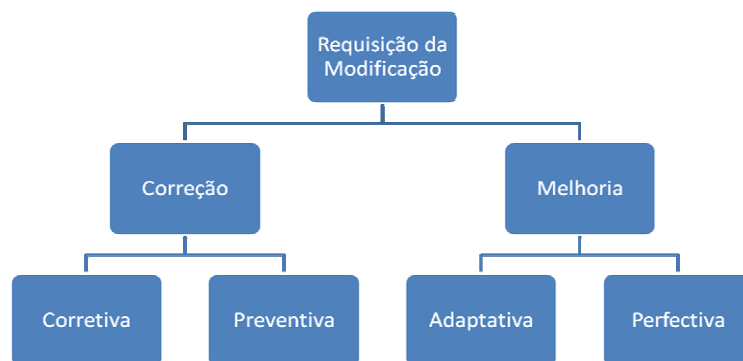 Requisição da
Modificação
Correção
Melhoria
Corretiva
Preventiva
Adaptativa
Perfectiva